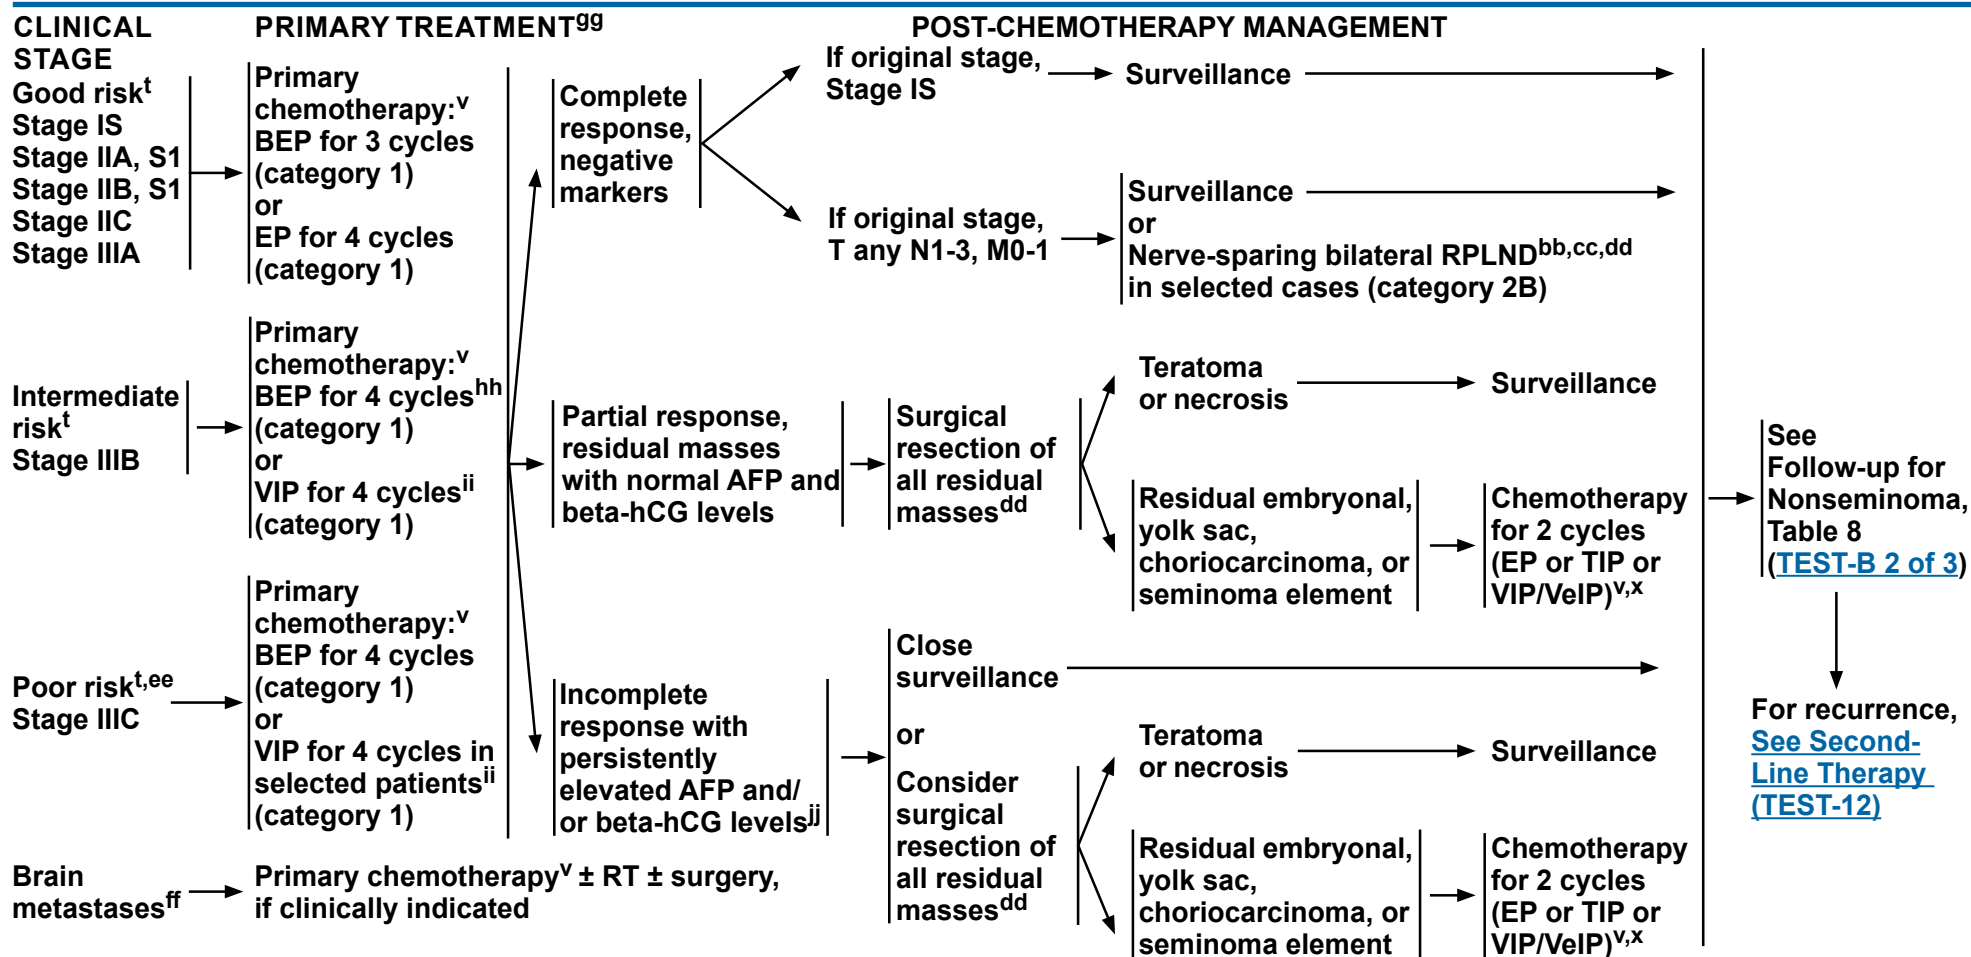 CLINICAL
STAGE
PRIMARY TREATMENTgg
POST-CHEMOTHERAPY MANAGEMENT
Good riskt
Stage IS
Stage IIA, S1
Stage IIB, S1
Stage IIC
Stage IIIA
Primary
chemotherapy:v
BEP for 3 cycles
(category 1)
or
EP for 4 cycles
(category 1)
Intermediate
riskt
Stage IIIB
Primary
chemotherapy:v
BEP for 4 cycleshh
(category 1)
or
VIP for 4 cyclesii
(category 1)
Poor riskt,ee
Stage IIIC
Primary
chemotherapy:v
BEP for 4 cycles
(category 1)
or
VIP for 4 cycles in
selected patientsii
(category 1)
Brain
metastasesff
Primary chemotherapyv ± RT ± surgery,
if clinically indicated
Complete
response,
negative
markers
If original stage,
Stage IS
Surveillance
If original stage,
T any N1-3, M0-1
Surveillance
or
Nerve-sparing bilateral RPLNDbb,cc,dd
in selected cases (category 2B)
Partial response,
residual masses
with normal AFP and
beta-hCG levels
Surgical
resection of
all residual
massesdd
Teratoma
or necrosis
Surveillance
Residual embryonal,
yolk sac,
choriocarcinoma, or
seminoma element
Chemotherapy
for 2 cycles
(EP or TIP or
VIP/VeIP)v,x
Incomplete
response with
persistently
elevated AFP and/
or beta-hCG levelsjj
Close
surveillance
or
Consider
surgical
resection of
all residual
massesdd
Teratoma
or necrosis
Surveillance
Residual embryonal,
yolk sac,
choriocarcinoma, or
seminoma element
Chemotherapy
for 2 cycles
(EP or TIP or
VIP/VeIP)v,x
See
Follow-up for
Nonseminoma,
Table 8
(TEST-B 2 of 3)
For recurrence,
See Second-
Line Therapy
(TEST-12)